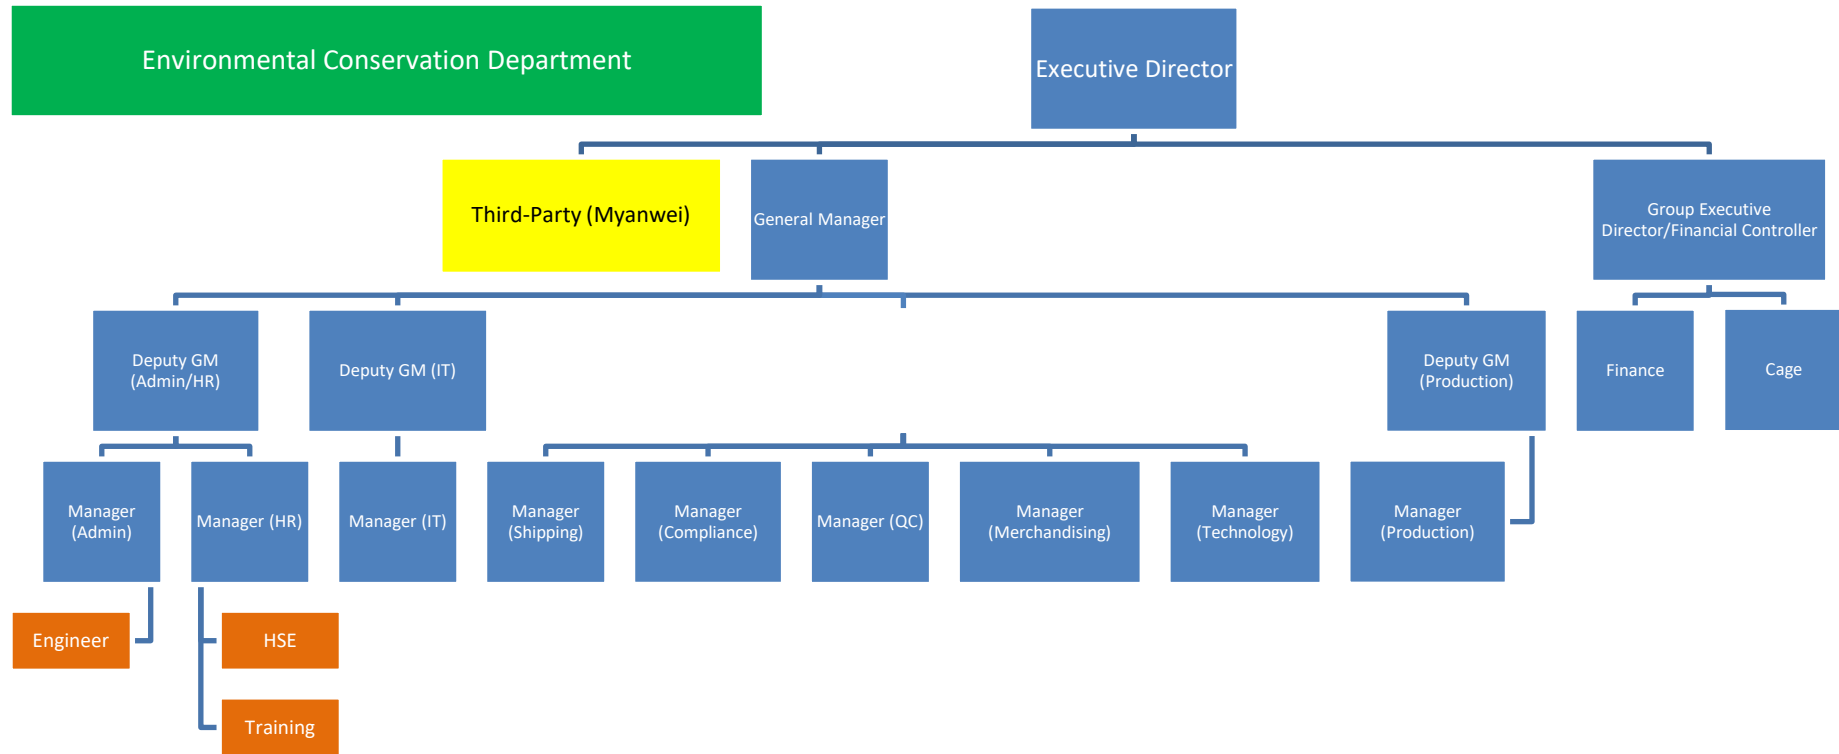 Environmental Conservation Department
Executive Director
Third-Party (Myanwei)
General Manager
Group Executive
Director/Financial Controller
Deputy GM
(Admin/HR)
Deputy GM (IT)
Deputy GM
(Production)
Finance
Cage
Manager
(Admin)
Manager (HR)
Manager (IT)
Manager
(Shipping)
Manager
(Compliance)
Manager (QC)
Manager
(Merchandising)
Manager
(Technology)
Manager
(Production)
Engineer
HSE
Training